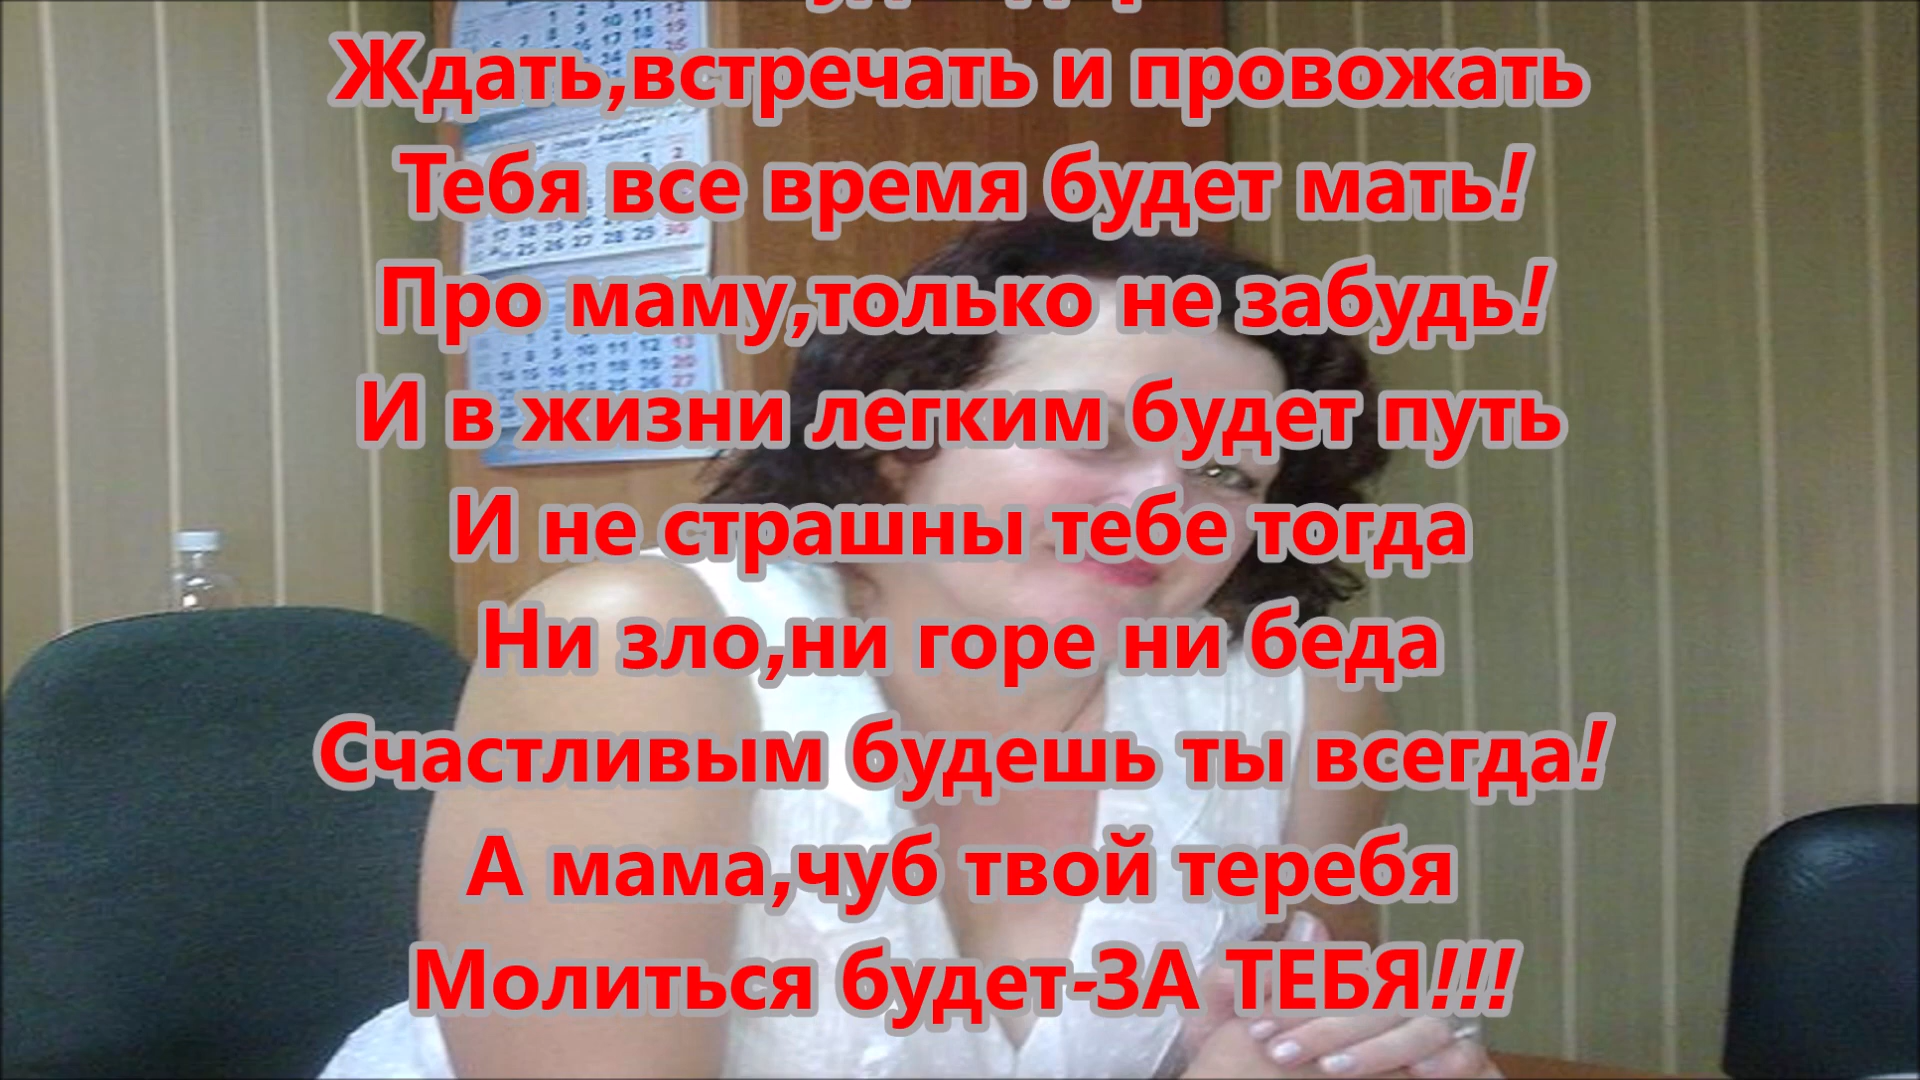 Ждать,встречать и провожать
Тебя все время будет мать!
Про маму,только не забудь!
И в жизни легким будет путь
И не страшны тебе тогда
Ни зло,ни горе ни беда
Счастливым будешь ты всегда!
А мама,чуб твой теребя
Молиться будет-ЗА ТЕБЯ!!!